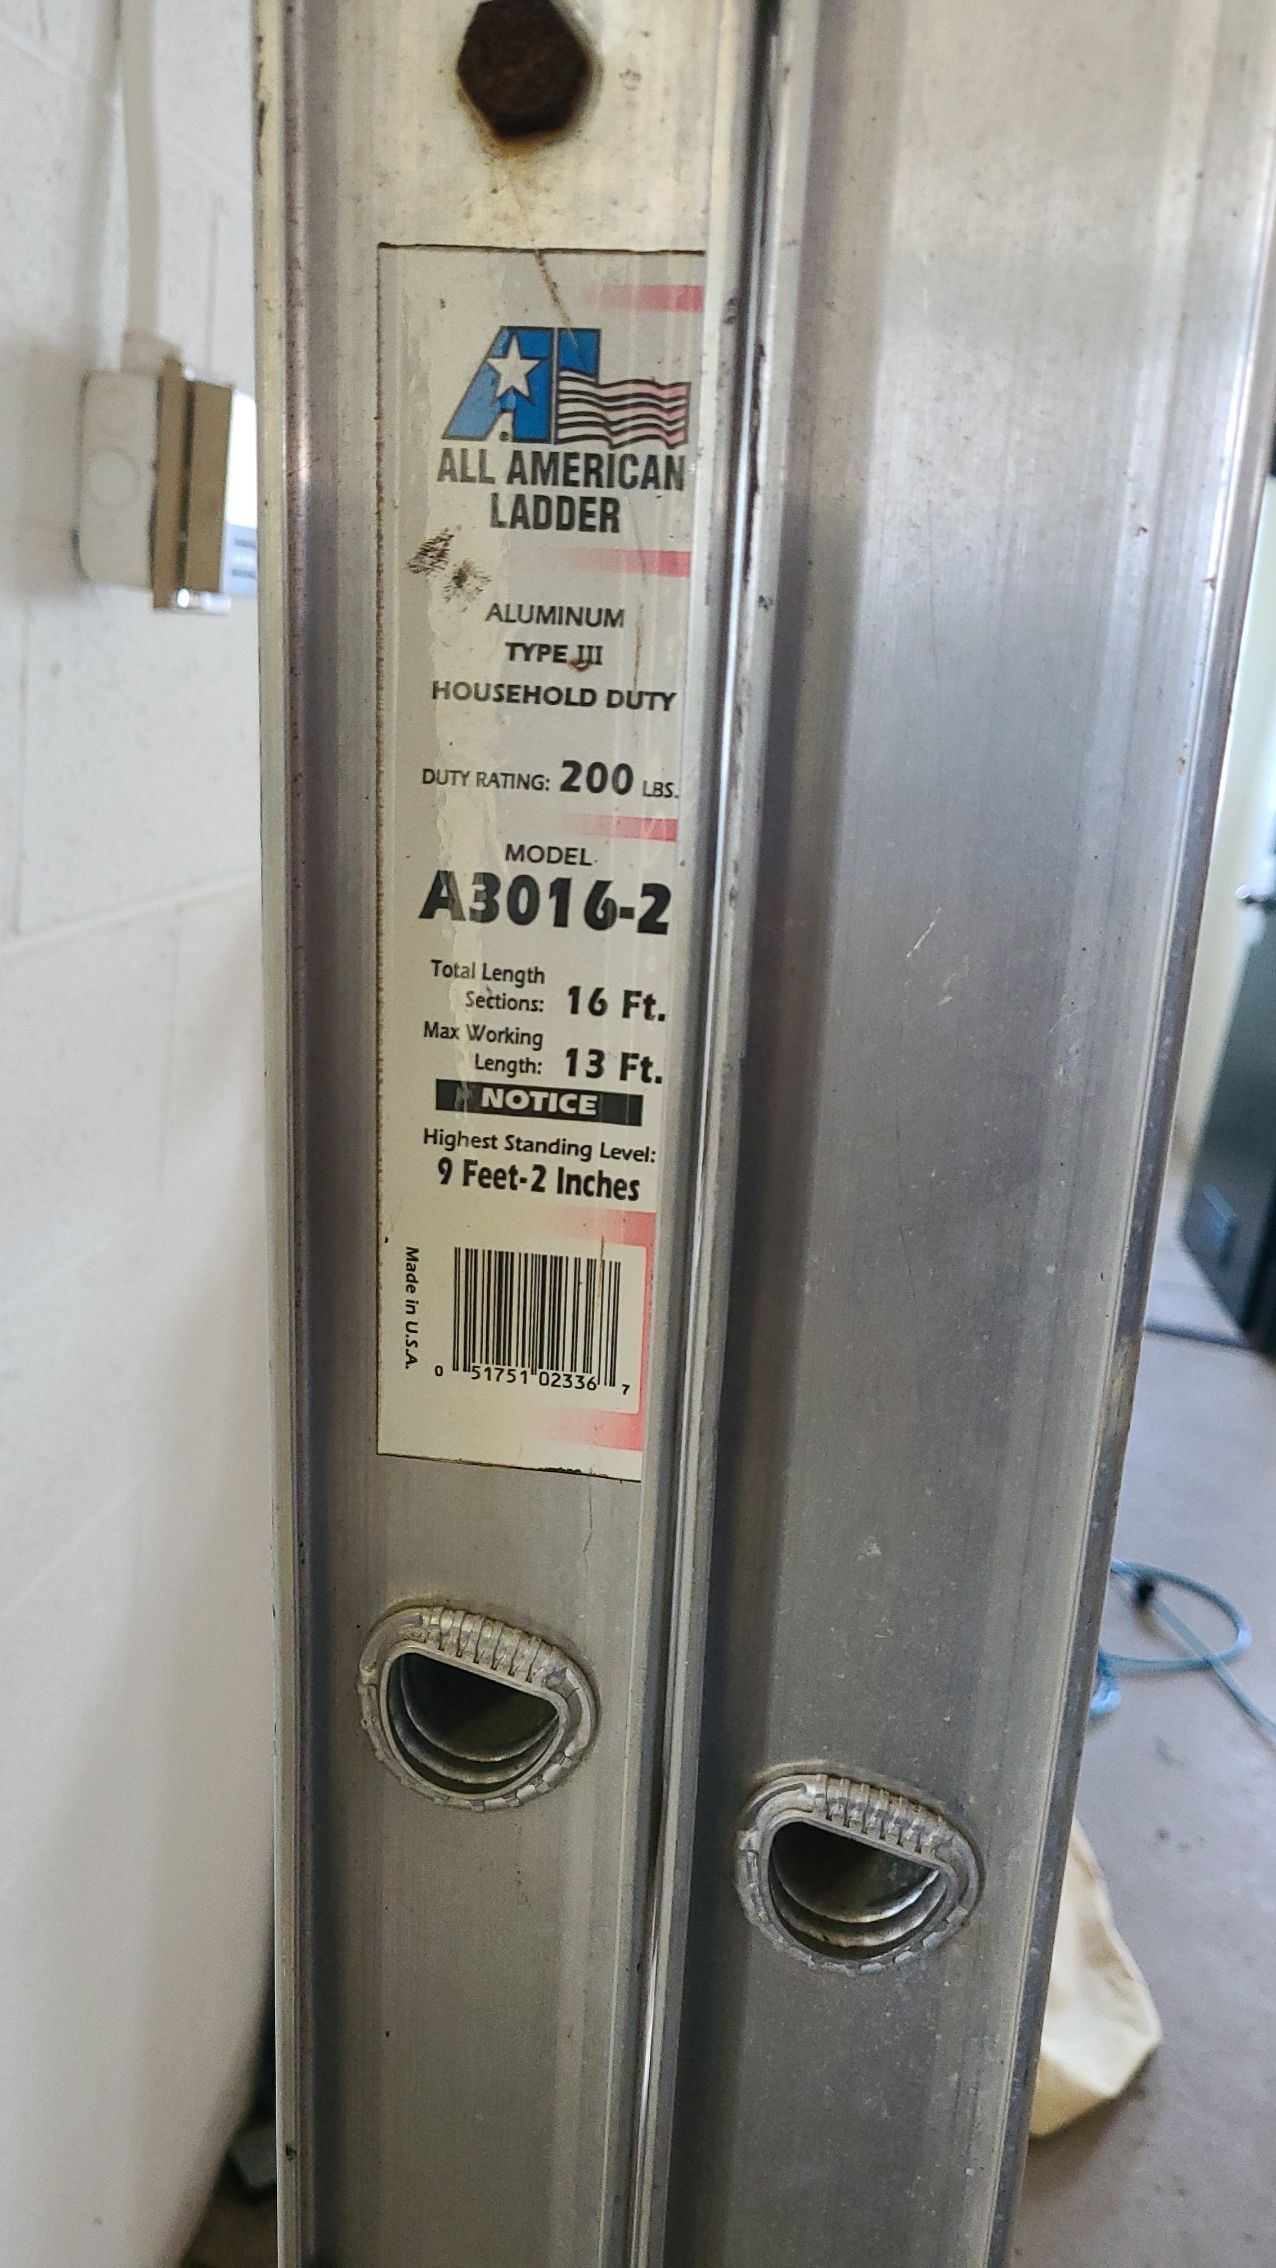 ALL AMERICAN
LADDER
ALUMINUM
TYPE III
HOUSEHOLD DUTY
DUTY RATING: 200 LBS.
MODEL
A3016-2
Total Length
Sections: 16 Ft.
Max Working
Length: 13 Ft.
NOTICE
Highest Standing Level:
9 Feet-2 Inches
Made in U.S.A.
0 51751 02336 7